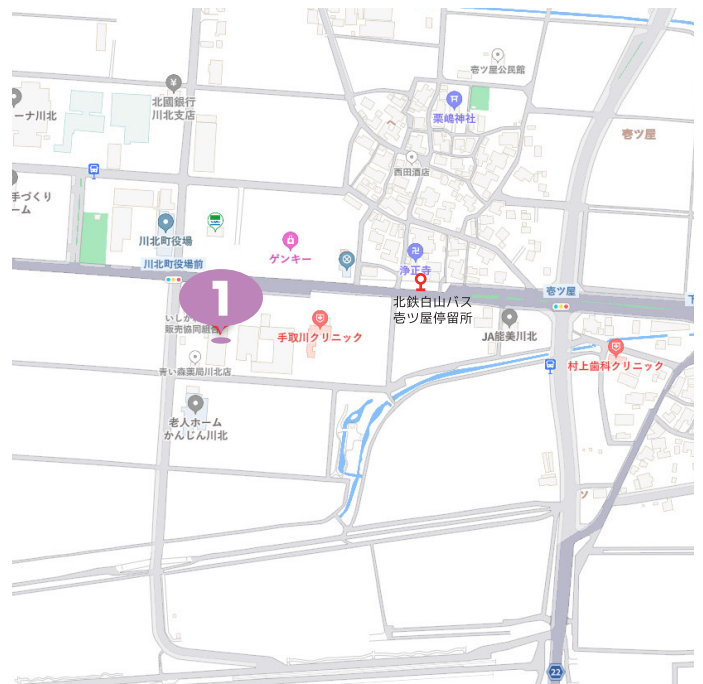 壱ツ屋公民館
北國銀行
川北支店
ーナ川北
栗嶋神社
壱ツ屋
西田酒店
手づくり
ーム
川北町役場
ゲンキー
浄正寺
川北町役場前
壱ツ屋
下
1
北鉄白山バス
壱ツ屋停留所
いしか
販売協同組合
手取川クリニック
JA能美川北
青い森薬局川北店
村上歯科クリニック
老人ホーム
かんじん川北
ツ
22